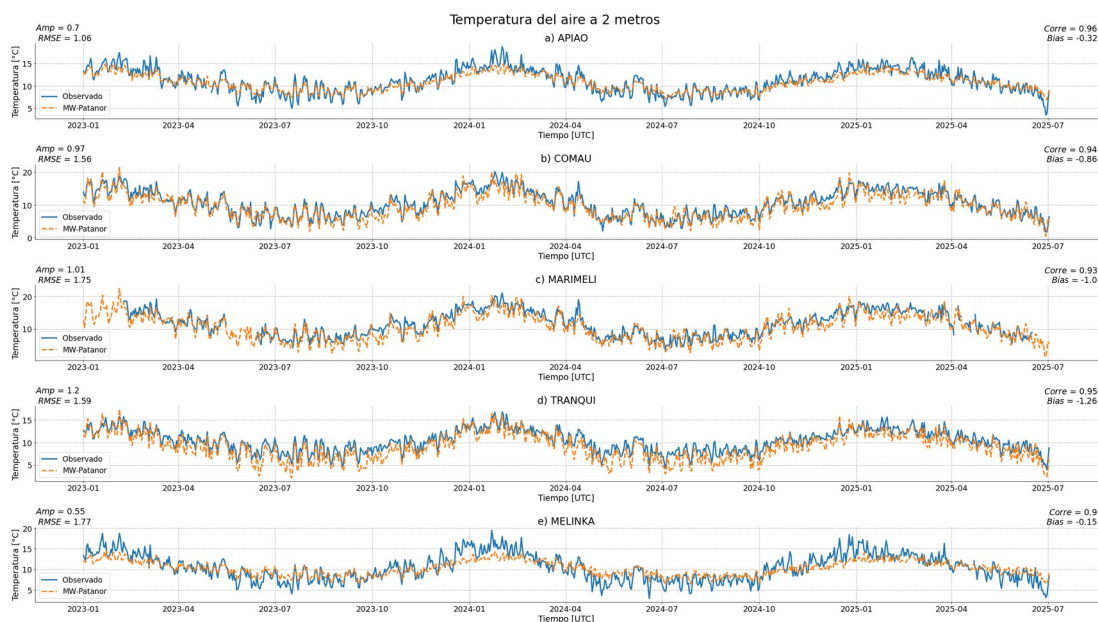 Temperatura del aire a 2 metros
Amp = 0.7
RMSE = 1.06
a) APIAO
Corre = 0.96
Bias = -0.32
Temperatura [°C]
15
10
5
Observado
MW-Patanor
2023-01 2023-04 2023-07 2023-10 2024-01 2024-04 2024-07 2024-10 2025-01 2025-04 2025-07
Tiempo [UTC]
Amp = 0.97
RMSE = 1.56
b) COMAU
Corre = 0.94
Bias = -0.86
Temperatura [°C]
20
10
0
Observado
MW-Patanor
2023-01 2023-04 2023-07 2023-10 2024-01 2024-04 2024-07 2024-10 2025-01 2025-04 2025-07
Tiempo [UTC]
Amp = 1.01
RMSE = 1.75
c) MARIMELI
Corre = 0.93
Bias = -1.0
Temperatura [°C]
20
10
Observado
MW-Patanor
2023-01 2023-04 2023-07 2023-10 2024-01 2024-04 2024-07 2024-10 2025-01 2025-04 2025-07
Tiempo [UTC]
Amp = 1.2
RMSE = 1.59
d) TRANQUI
Corre = 0.95
Bias = -1.26
Temperatura [°C]
15
10
5
Observado
MW-Patanor
2023-01 2023-04 2023-07 2023-10 2024-01 2024-04 2024-07 2024-10 2025-01 2025-04 2025-07
Tiempo [UTC]
Amp = 0.55
RMSE = 1.77
e) MELINKA
Corre = 0.9
Bias = -0.15
Temperatura [°C]
20
15
10
5
Observado
MW-Patanor
2023-01 2023-04 2023-07 2023-10 2024-01 2024-04 2024-07 2024-10 2025-01 2025-04 2025-07
Tiempo [UTC]